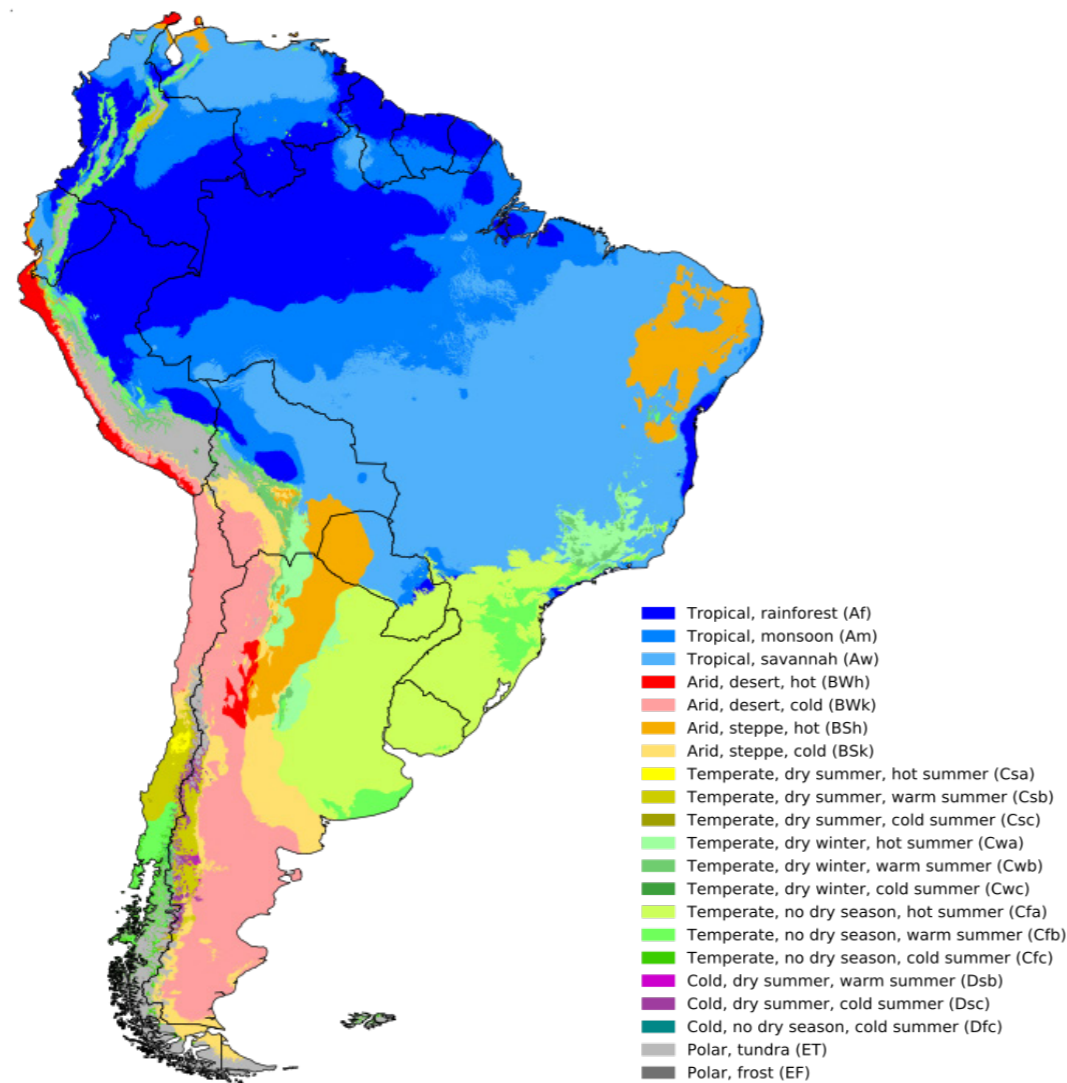 Tropical, rainforest (Af)
Tropical, monsoon (Am)
Tropical, savannah (Aw)
Arid, desert, hot (BWh)
Arid, desert, cold (BWk)
Arid, steppe, hot (BSh)
Arid, steppe, cold (BSk)
Temperate, dry summer, hot summer (Csa)
Temperate, dry summer, warm summer (Csb)
Temperate, dry summer, cold summer (Csc)
Temperate, dry winter, hot summer (Cwa)
Temperate, dry winter, warm summer (Cwb)
Temperate, dry winter, cold summer (Cwc)
Temperate, no dry season, hot summer (Cfa)
Temperate, no dry season, warm summer (Cfb)
Temperate, no dry season, cold summer (Cfc)
Cold, dry summer, warm summer (Dsb)
Cold, dry summer, cold summer (Dsc)
Cold, no dry season, cold summer (Dfc)
Polar, tundra (ET)
Polar, frost (EF)